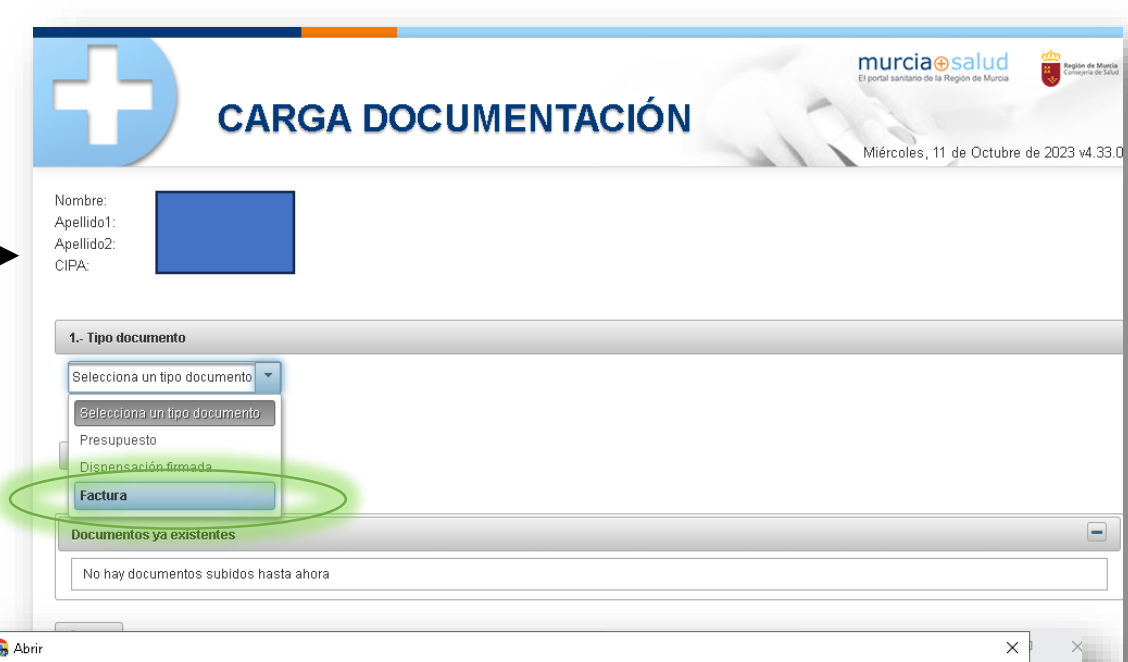 murcia salud
El portal sanitario de la Región de Murcia
Región de Murcia
Consejería de Salud
CARGA DOCUMENTACIÓN
Miércoles, 11 de Octubre de 2023 v4.33.0
Nombre:
Apellido1:
Apellido2:
CIPA:
1.- Tipo documento
Selecciona un tipo documento
Selecciona un tipo documento
Presupuesto
Dispensación firmada
Factura
Documentos ya existentes
No hay documentos subidos hasta ahora
Abrir